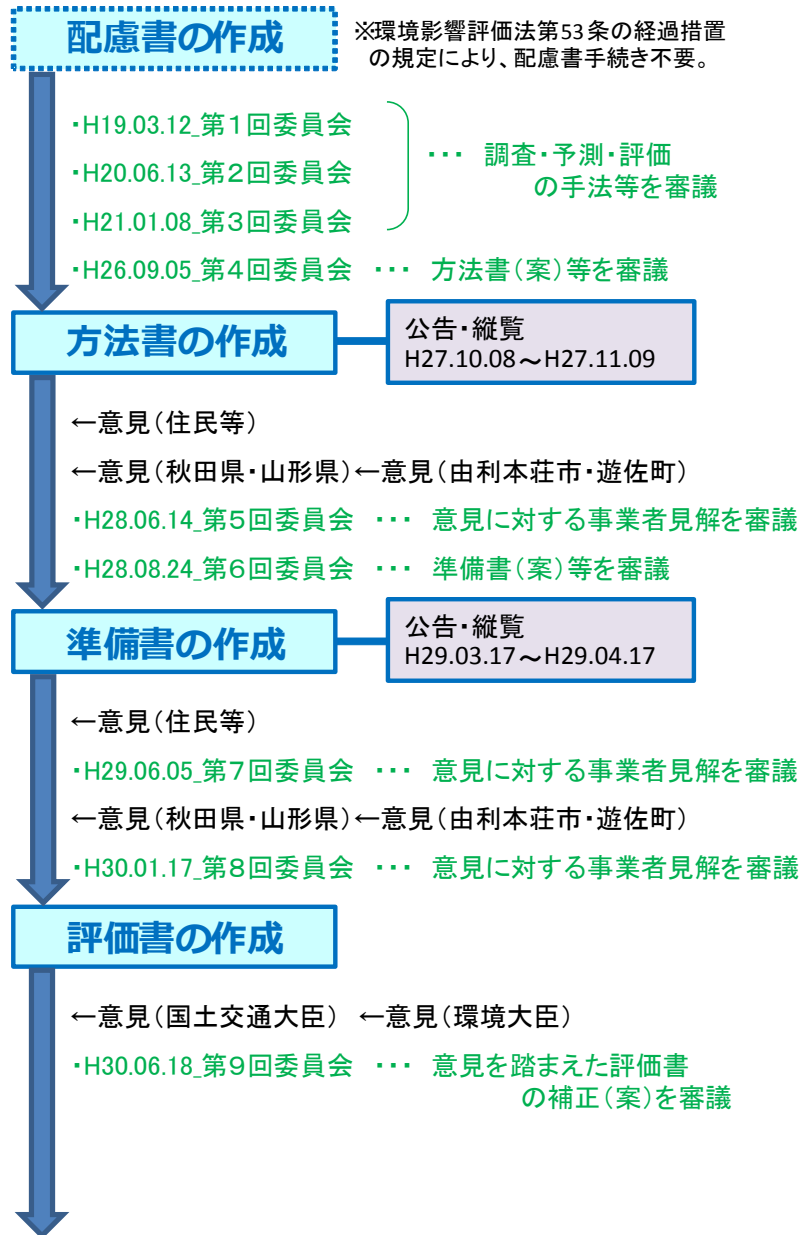 配慮書の作成
※環境影響評価法第53条の経過措置
の規定により、配慮書手続き不要。
・H19.03.12_第1回委員会
・H20.06.13_第2回委員会
・H21.01.08_第3回委員会
・・・ 調査・予測・評価
の手法等を審議
・H26.09.05_第4回委員会 ・・・ 方法書(案)等を審議
方法書の作成
公告・縦覧
H27.10.08～H27.11.09
←意見(住民等)
←意見(秋田県・山形県)←意見(由利本荘市・遊佐町)
・H28.06.14_第5回委員会 ・・・ 意見に対する事業者見解を審議
・H28.08.24_第6回委員会 ・・・ 準備書(案)等を審議
準備書の作成
公告・縦覧
H29.03.17～H29.04.17
←意見(住民等)
・H29.06.05_第7回委員会 ・・・ 意見に対する事業者見解を審議
←意見(秋田県・山形県)←意見(由利本荘市・遊佐町)
・H30.01.17_第8回委員会 ・・・ 意見に対する事業者見解を審議
評価書の作成
←意見(国土交通大臣) ←意見(環境大臣)
・H30.06.18_第9回委員会 ・・・ 意見を踏まえた評価書
の補正(案)を審議